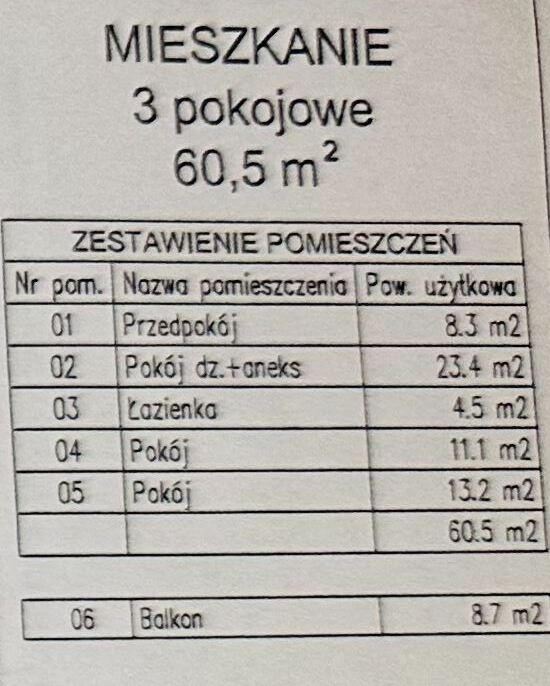 MIESZKANIE
3 pokojowe
60,5 m²
ZESTAWIENIE POMIESZCZEŃ
Nr pom. Nazwa pomieszczenia Pow. użytkowa
01 Przedpokój 8.3 m2
02 Pokój dz.+aneks 23.4 m2
03 Łazienka 4.5 m2
04 Pokój 11.1 m2
05 Pokój 13.2 m2
60.5 m2
06 Balkon 8.7 m2